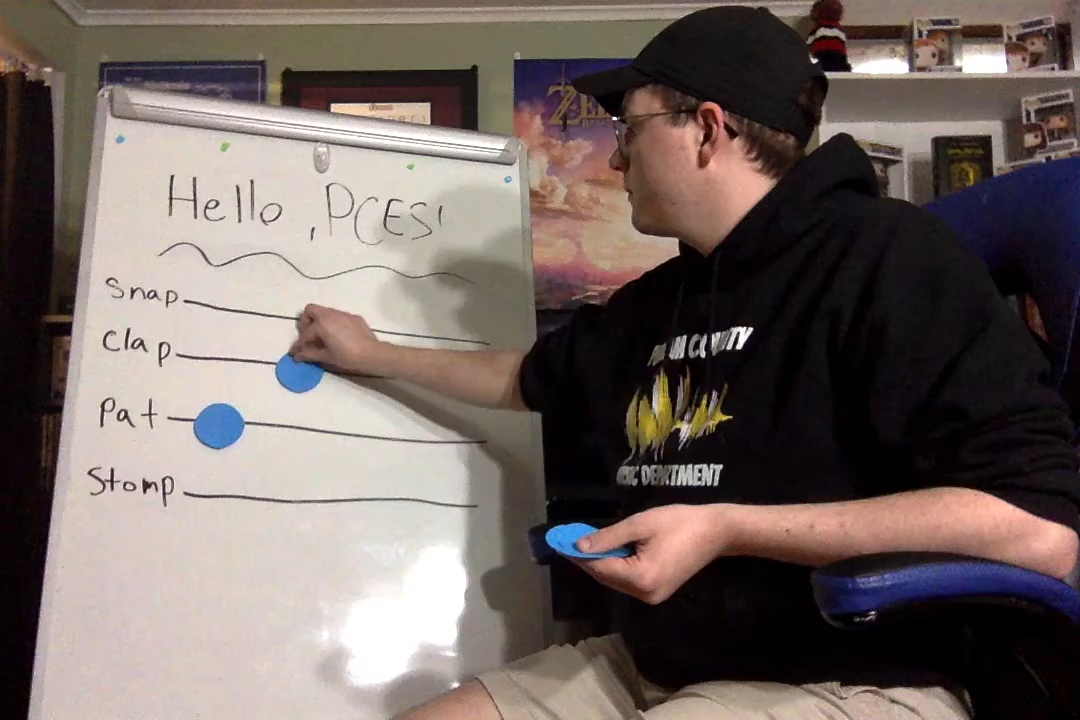 Hello, PCES!
Snap
Clap
Pat
Stomp
COUNTY
DEPARTMENT